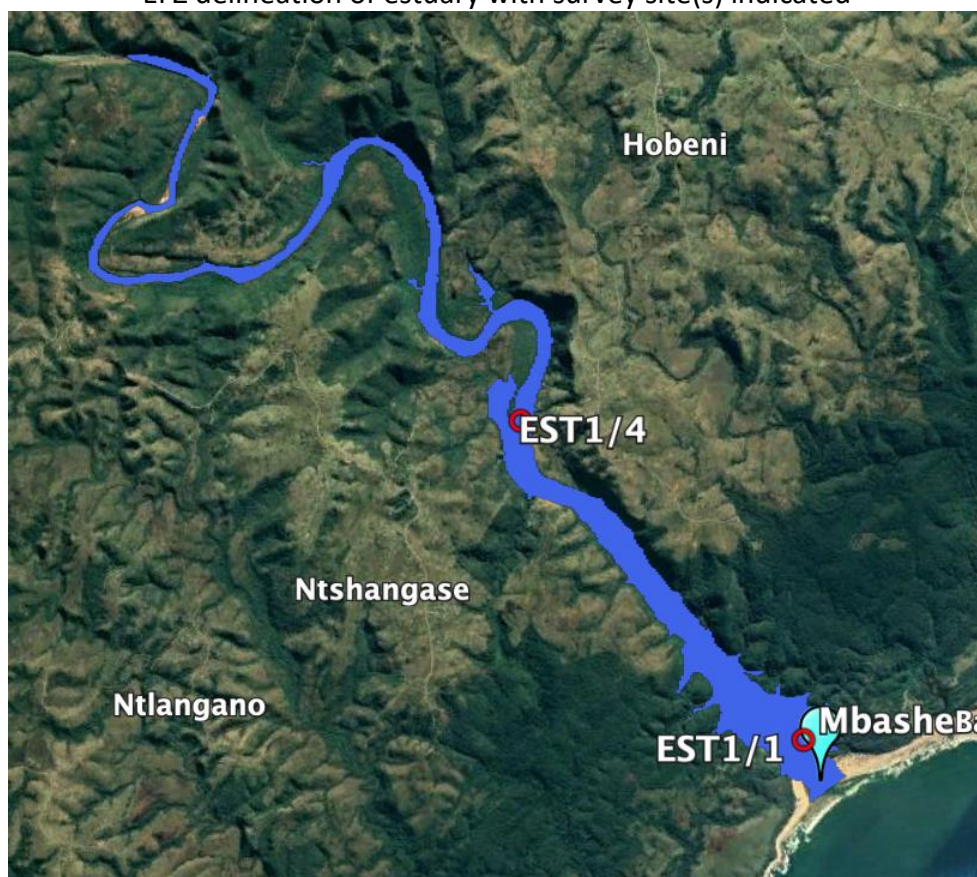 EFZ delineation of estuary with survey site(s) indicated
Hobeni
EST1/4
Ntshangase
Ntlangano
MbasheBa
EST1/1